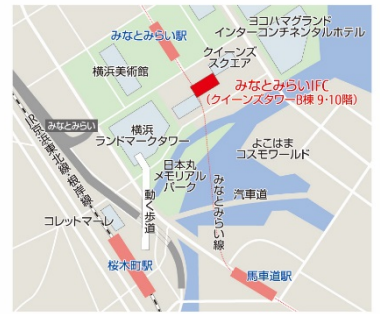 ヨコハマグランド
インターコンチネンタルホテル
みなとみらい駅
クイーンズ
スクエア
横浜美術館
みなとみらいIFC
(クイーンズタワーB棟 9・10階)
みなとみらい
横浜
ランドマークタワー
よこはま
コスモワールド
日本丸
メモリアル
パーク
JR京浜東北線・根岸線
動く歩道
みなとみらい線
汽車道
コレットマーレ
桜木町駅
馬車道駅